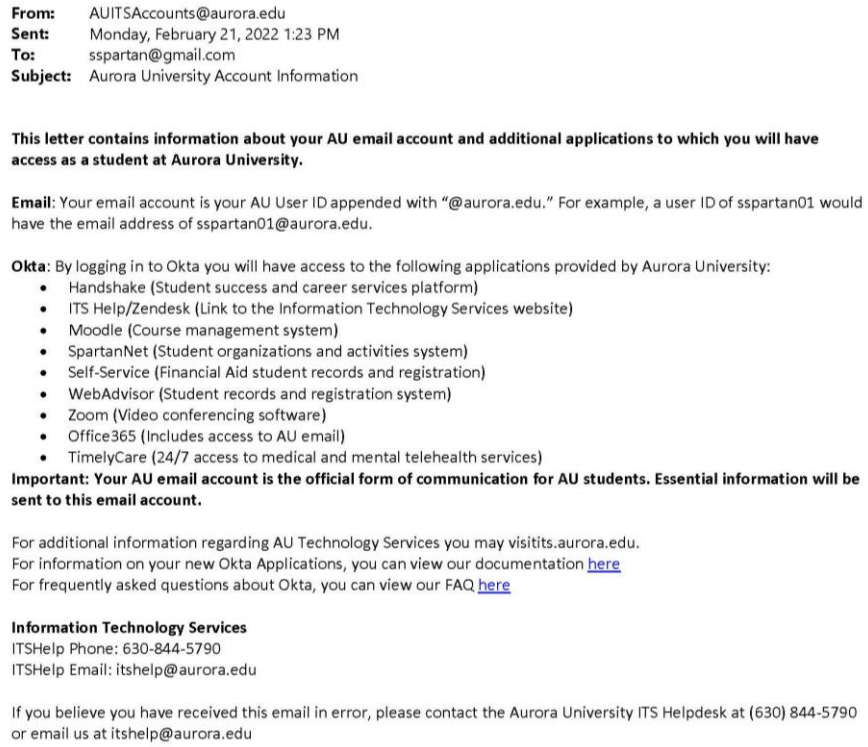 From: AUITSAccounts@aurora.edu
Sent: Monday, February 21, 2022 1:23 PM
To: sspartan@gmail.com
Subject: Aurora University Account Information
This letter contains information about your AU email account and additional applications to which you will have
access as a student at Aurora University.
Email: Your email account is your AU User ID appended with “@aurora.edu.” For example, a user ID of sspartan01 would
have the email address of sspartan01@aurora.edu.
Okta: By logging in to Okta you will have access to the following applications provided by Aurora University:
• Handshake (Student success and career services platform)
• ITS Help/Zendesk (Link to the Information Technology Services website)
• Moodle (Course management system)
• SpartanNet (Student organizations and activities system)
• Self-Service (Financial Aid student records and registration)
• WebAdvisor (Student records and registration system)
• Zoom (Video conferencing software)
• Office365 (Includes access to AU email)
• TimelyCare (24/7 access to medical and mental telehealth services)
Important: Your AU email account is the official form of communication for AU students. Essential information will be
sent to this email account.
For additional information regarding AU Technology Services you may visitits.aurora.edu.
For information on your new Okta Applications, you can view our documentation here
For frequently asked questions about Okta, you can view our FAQ here
Information Technology Services
ITSHelp Phone: 630-844-5790
ITSHelp Email: itshelp@aurora.edu
If you believe you have received this email in error, please contact the Aurora University ITS Helpdesk at (630) 844-5790
or email us at itshelp@aurora.edu